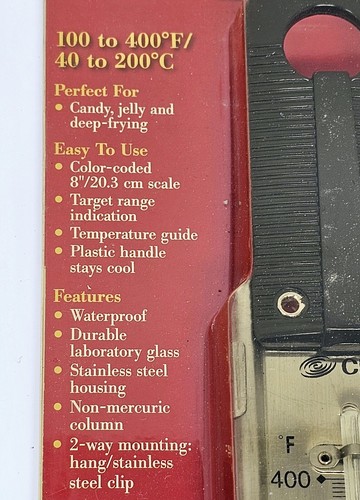 100 to 400°F/
40 to 200°C
Perfect For
• Candy, jelly and
deep-frying
Easy To Use
• Color-coded
8"/20.3 cm scale
• Target range
indication
• Temperature guide
• Plastic handle
stays cool
Features
• Waterproof
• Durable
laboratory glass
• Stainless steel
housing
• Non-mercuric
column
• 2-way mounting:
hang/stainless
steel clip
C
°F
400